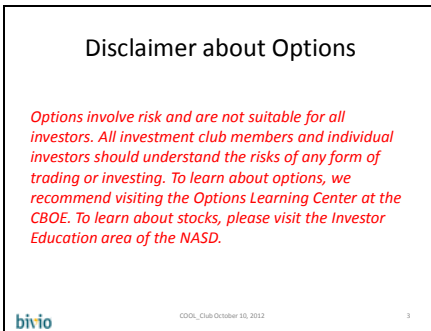 Disclaimer about Options
Options involve risk and are not suitable for all
investors. All investment club members and individual
investors should understand the risks of any form of
trading or investing. To learn about options, we
recommend visiting the Options Learning Center at the
CBOE. To learn about stocks, please visit the Investor
Education area of the NASD.
bivio
COOL_Club October 10, 2012
3